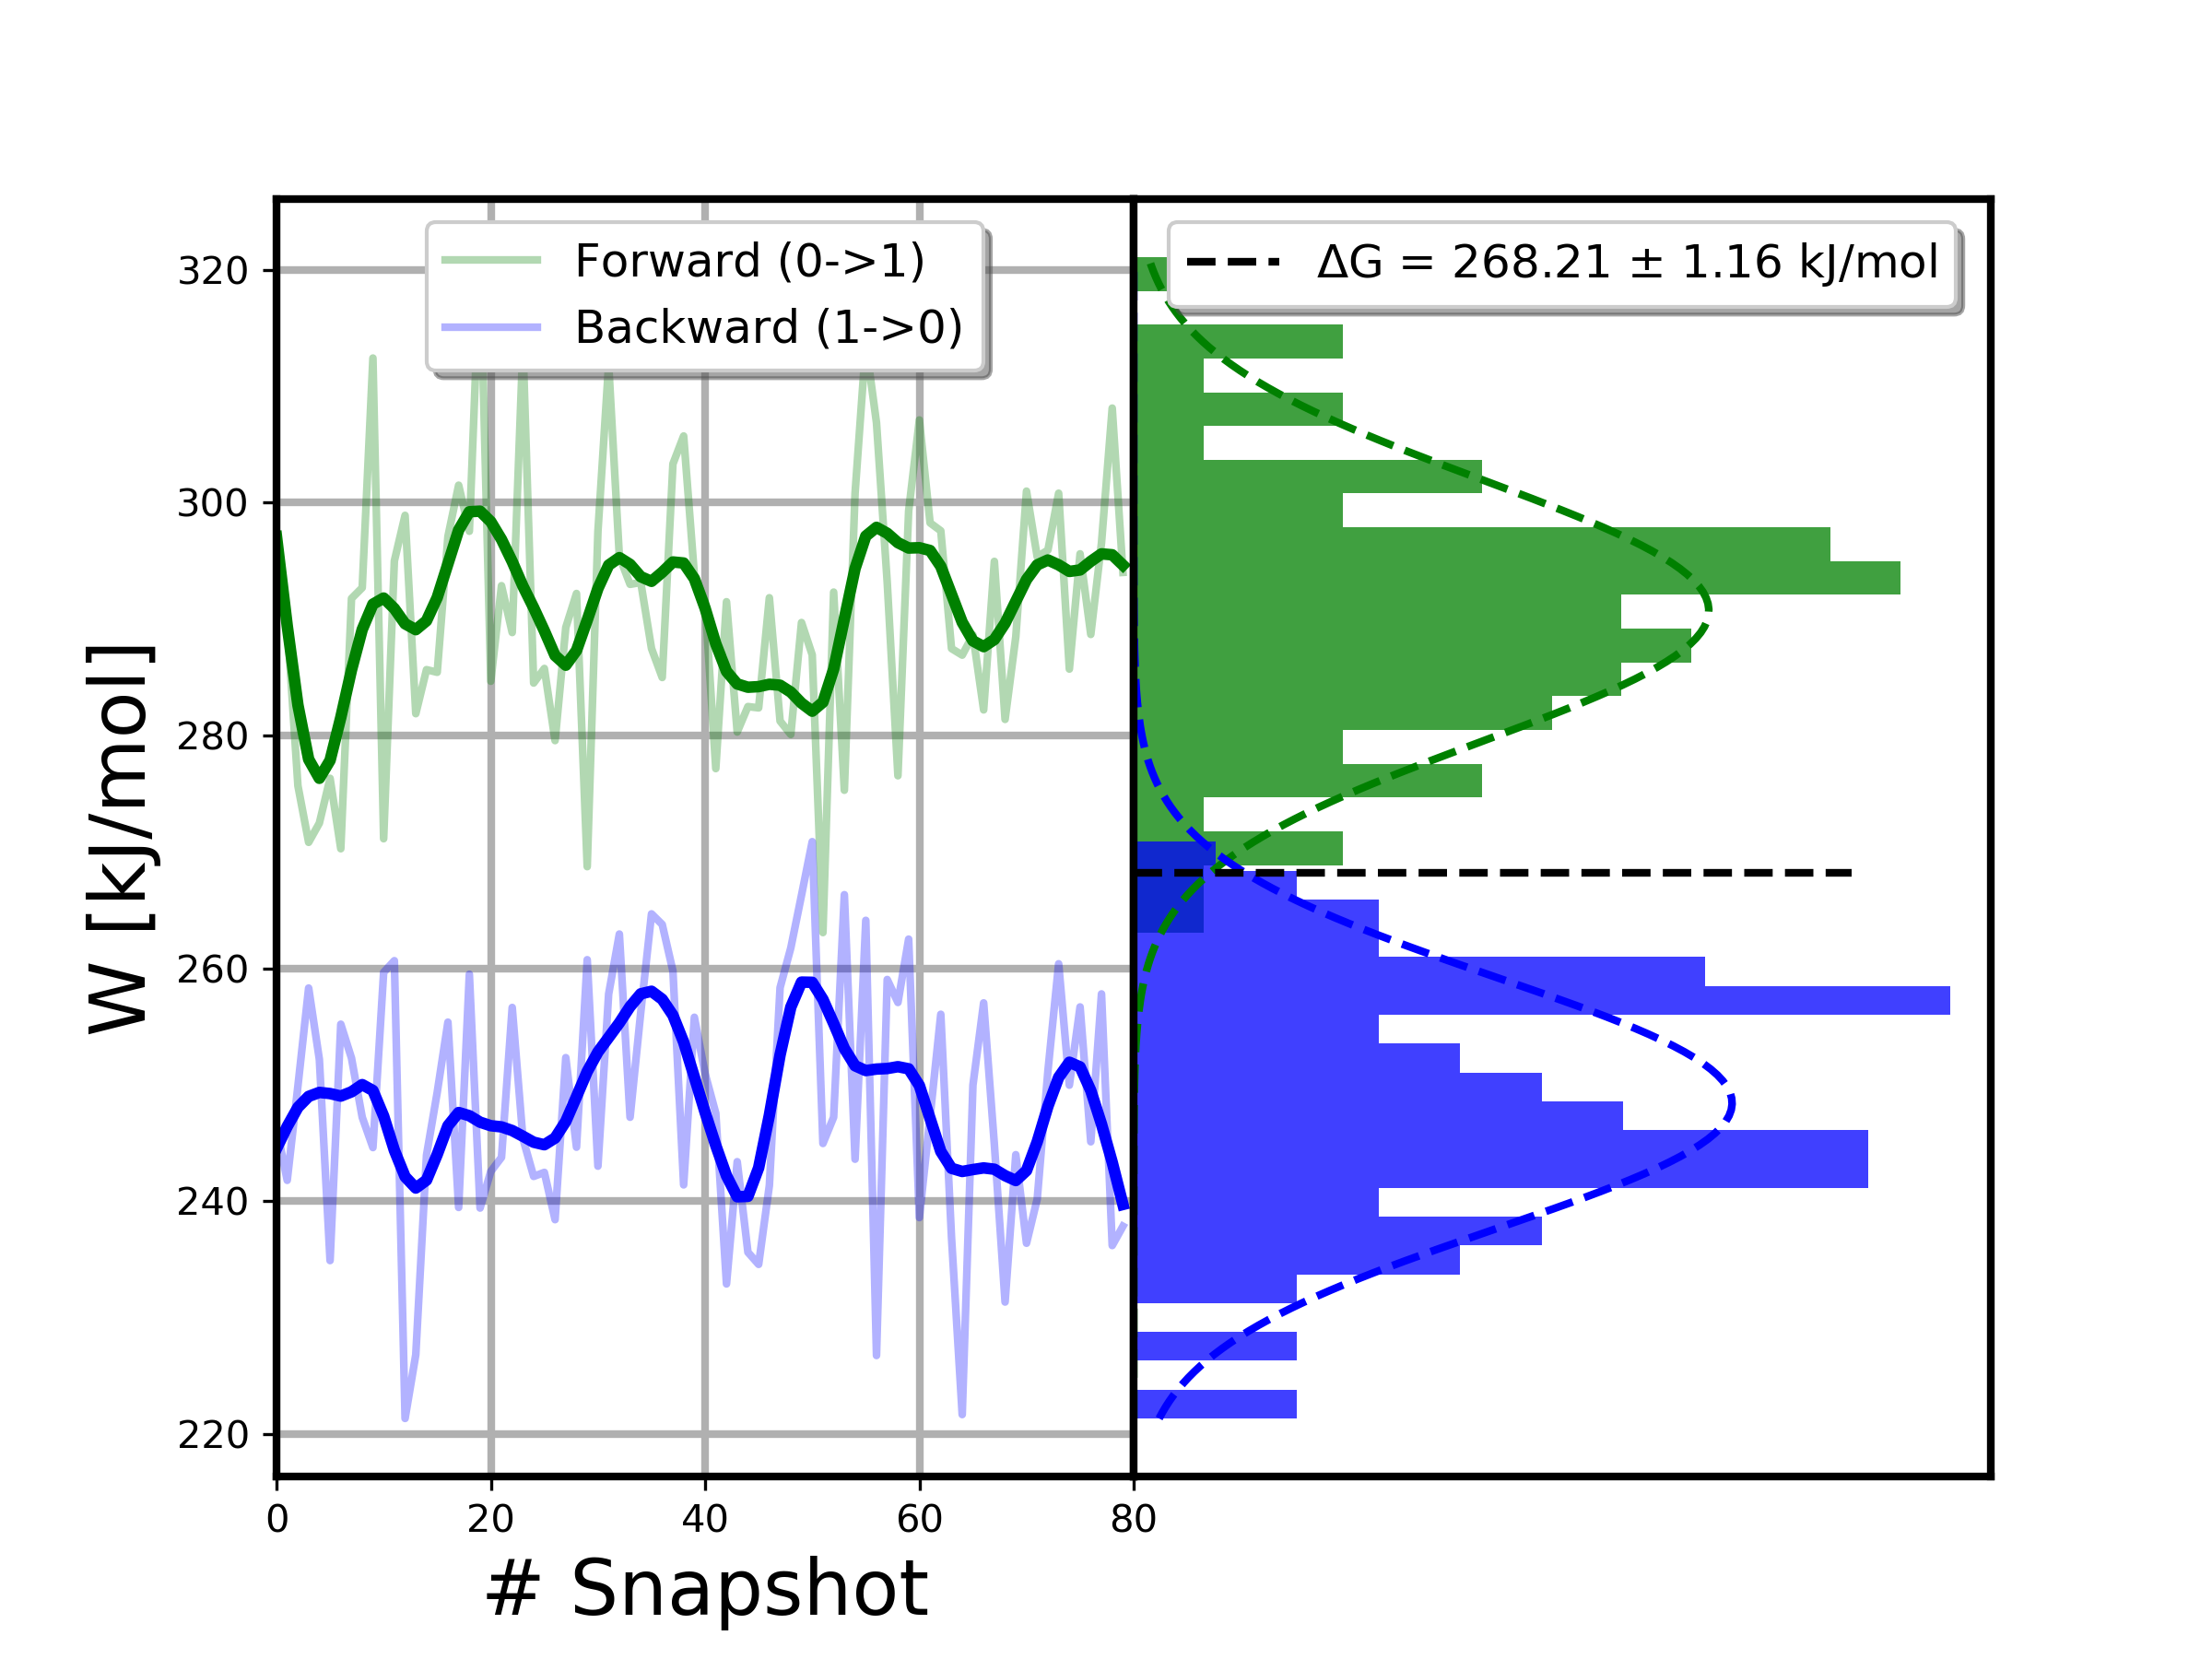 Forward (0->1)
Backward (1->0)
ΔG = 268.21 ± 1.16 kJ/mol
W [kJ/mol]
320
300
280
260
240
220
0 20 40 60 80
# Snapshot